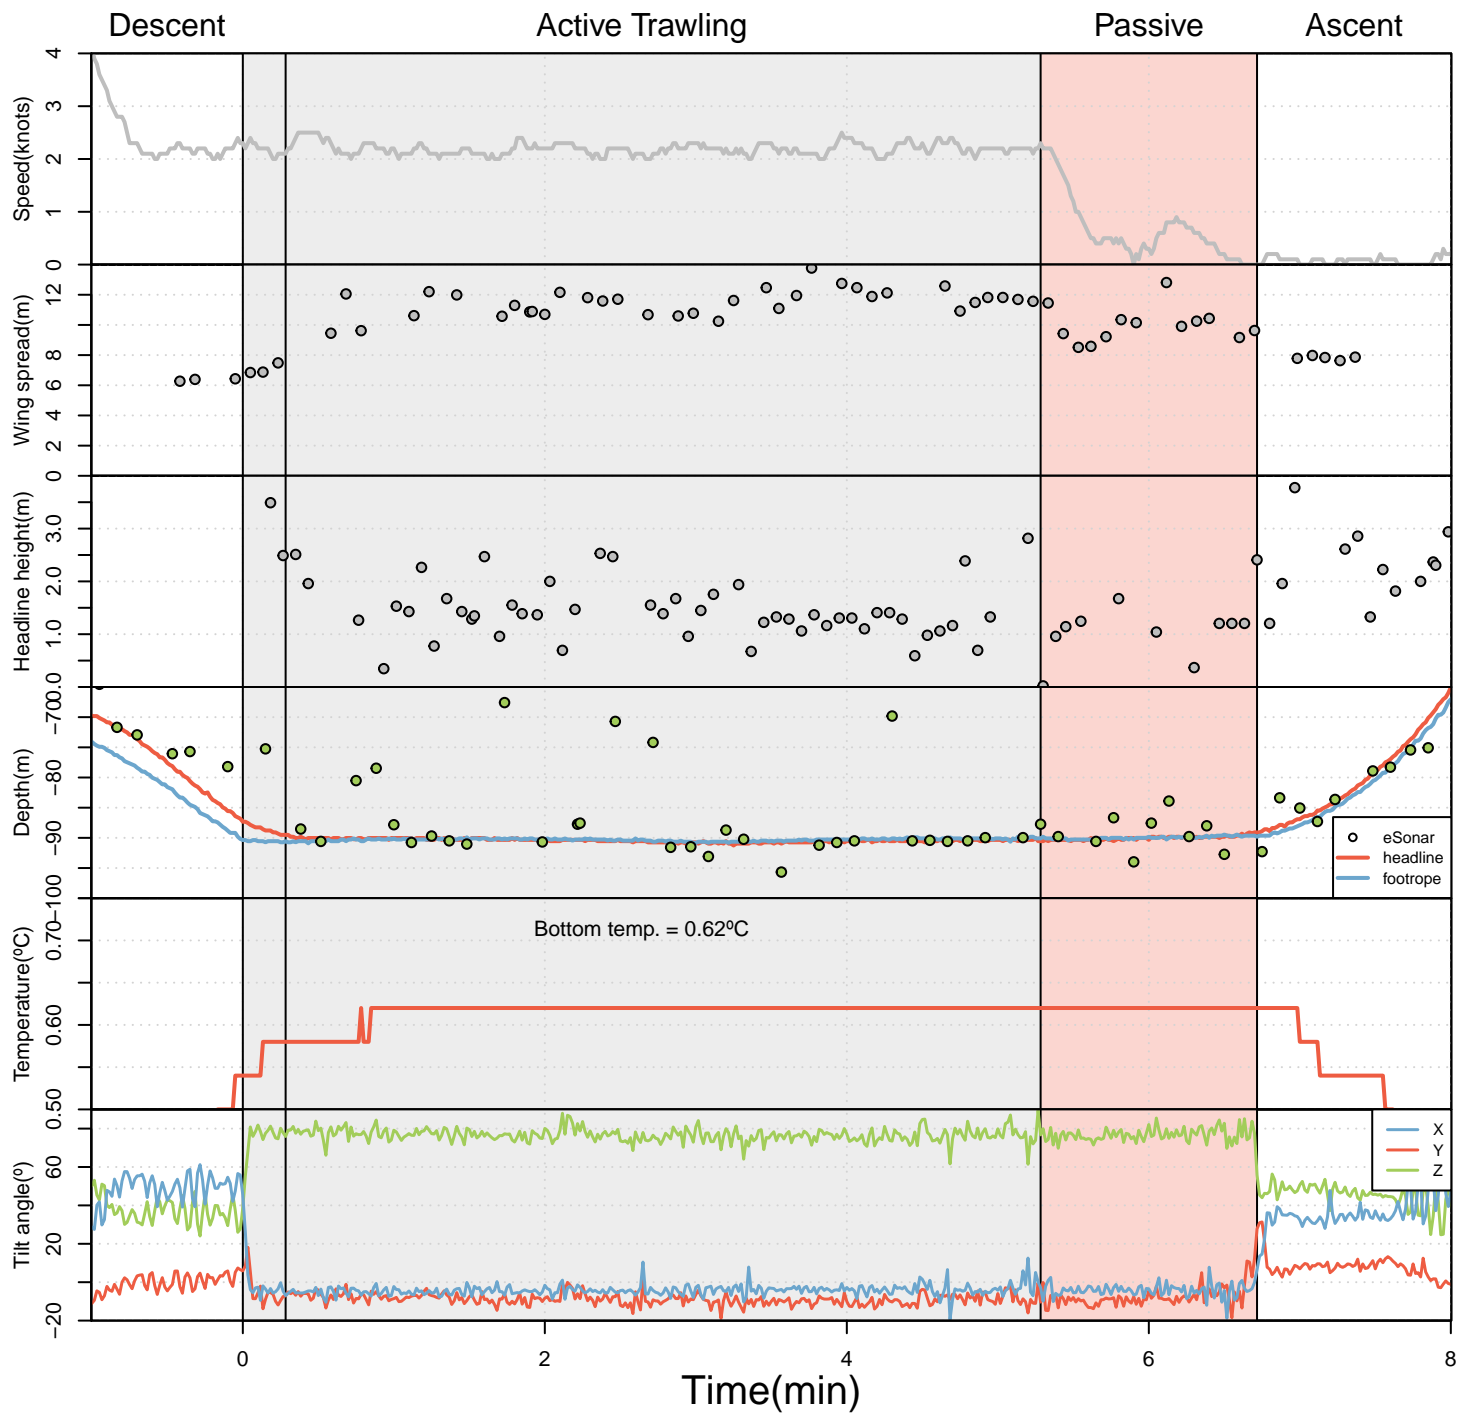 Descent Active Trawling Passive Ascent
Speed(knots)
4
3
2
1
0
Wing spread(m)
12
8
6
4
2
0
Headline height(m)
3.0
2.0
1.0
0.0
Depth(m)
−70
−80
−90
−100
eSonar
headline
footrope
Temperature(ºC)
0.70
0.60
0.50
Bottom temp. = 0.62ºC
Tilt angle(º)
60
20
−20
X
Y
Z
0 2 4 6 8
Time(min)